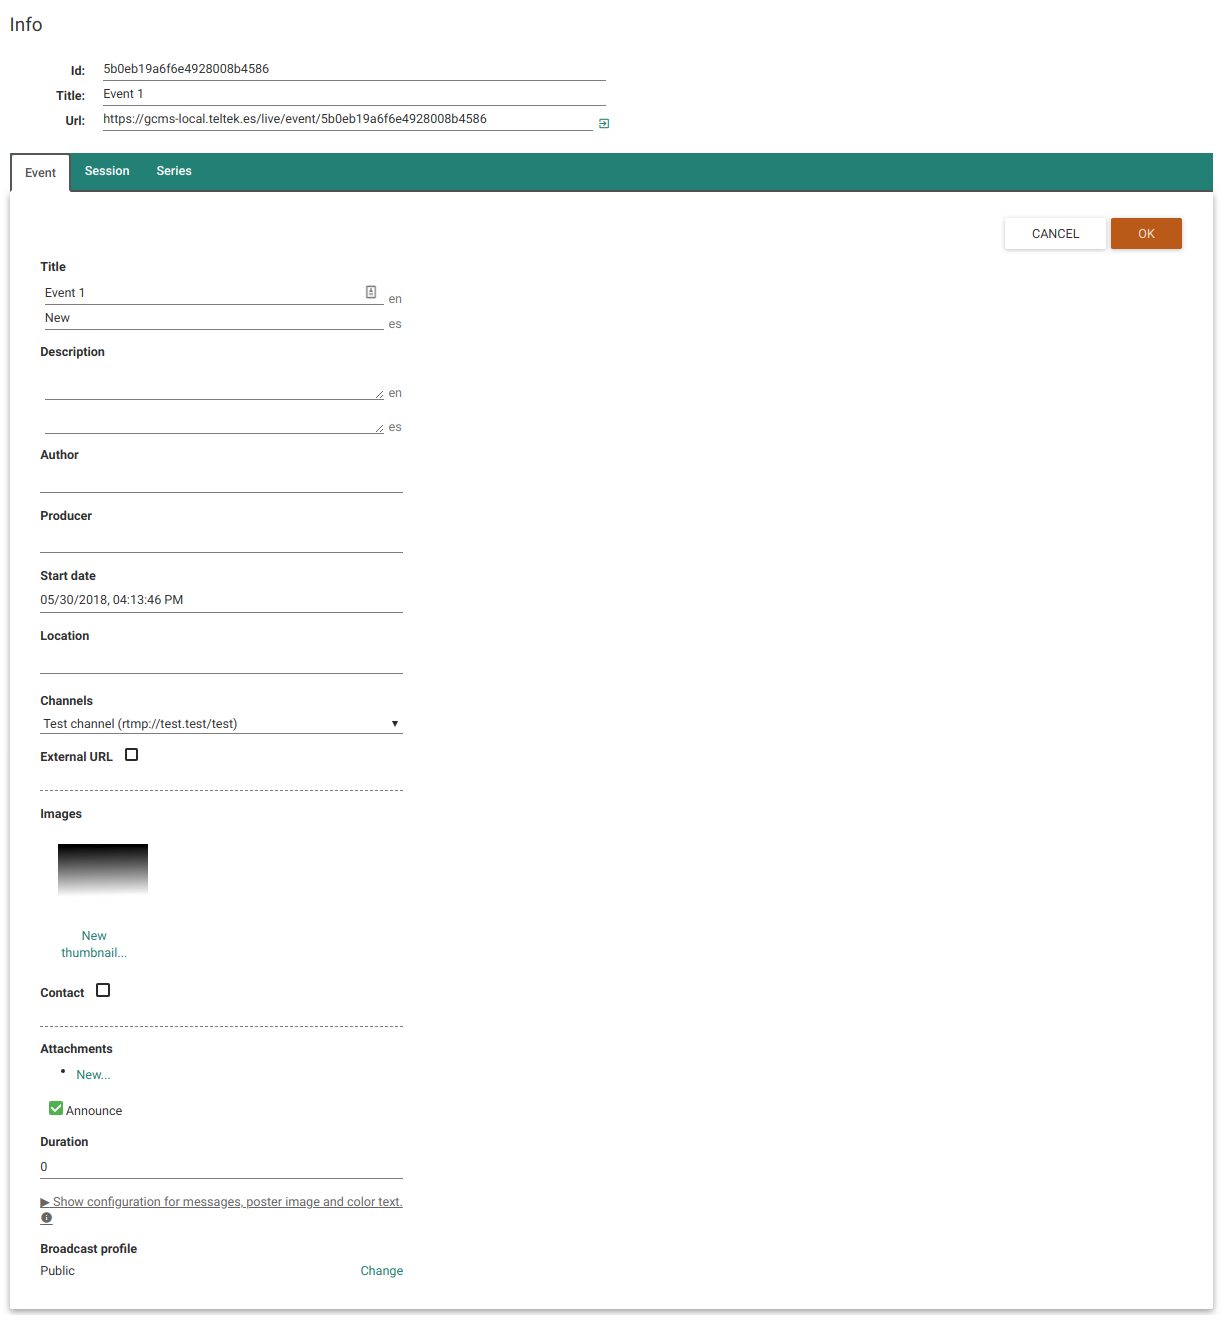 Info
Id: 5b0eb19a6f6e4928008b4586
Title: Event 1
Url: https://gcms-local.teltek.es/live/event/5b0eb19a6f6e4928008b4586
Event Session Series
CANCEL OK
Title
Event 1 en
New es
Description
en
es
Author
Producer
Start date
05/30/2018, 04:13:46 PM
Location
Channels
Test channel (rtmp://test.test/test)
External URL
Images
New
thumbnail...
Contact
Attachments
• New...
Announce
Duration
0
▶ Show configuration for messages, poster image and color text.
Broadcast profile
Public Change